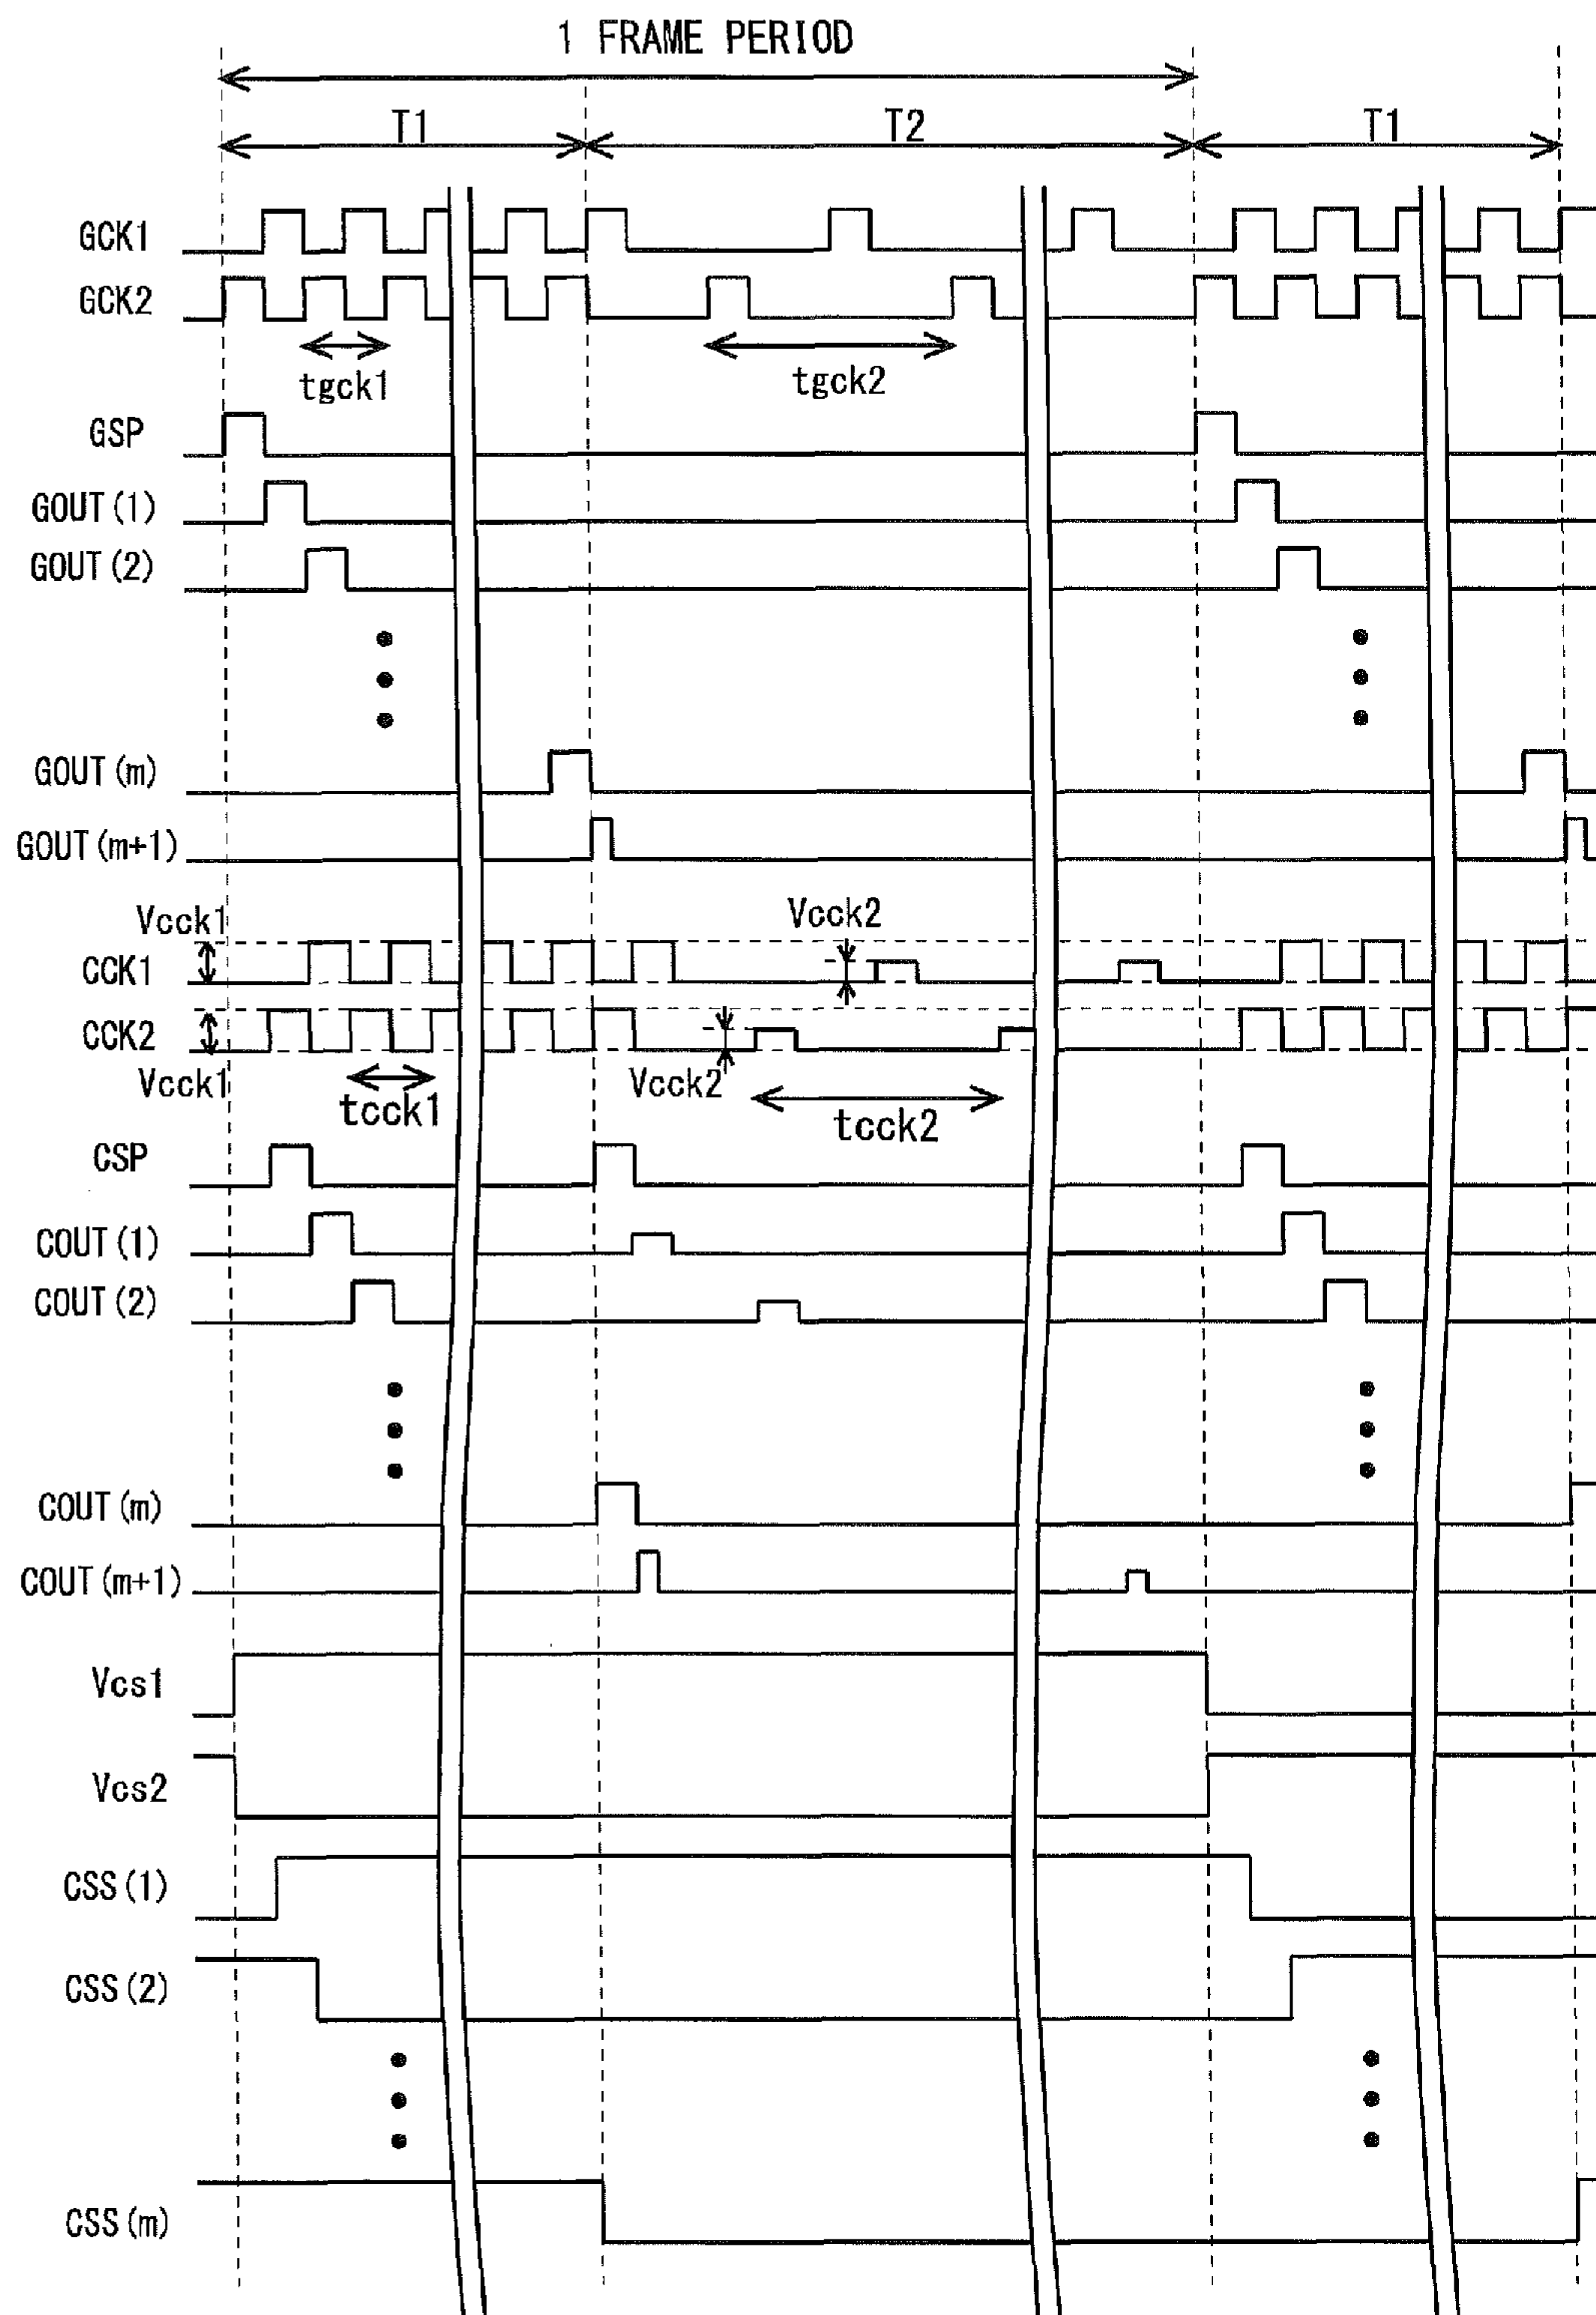 1 FRAME PERIOD
T1 T2 T1
GCK1
GCK2
tgck1 tgck2
GSP
GOUT(1)
GOUT(2)
GOUT(m)
GOUT(m+1)
Vcck1 Vcck2
CCK1
CCK2
Vcck1 Vcck2
tcck1 tcck2
CSP
COUT(1)
COUT(2)
COUT(m)
COUT(m+1)
Vcs1
Vcs2
CSS(1)
CSS(2)
CSS(m)